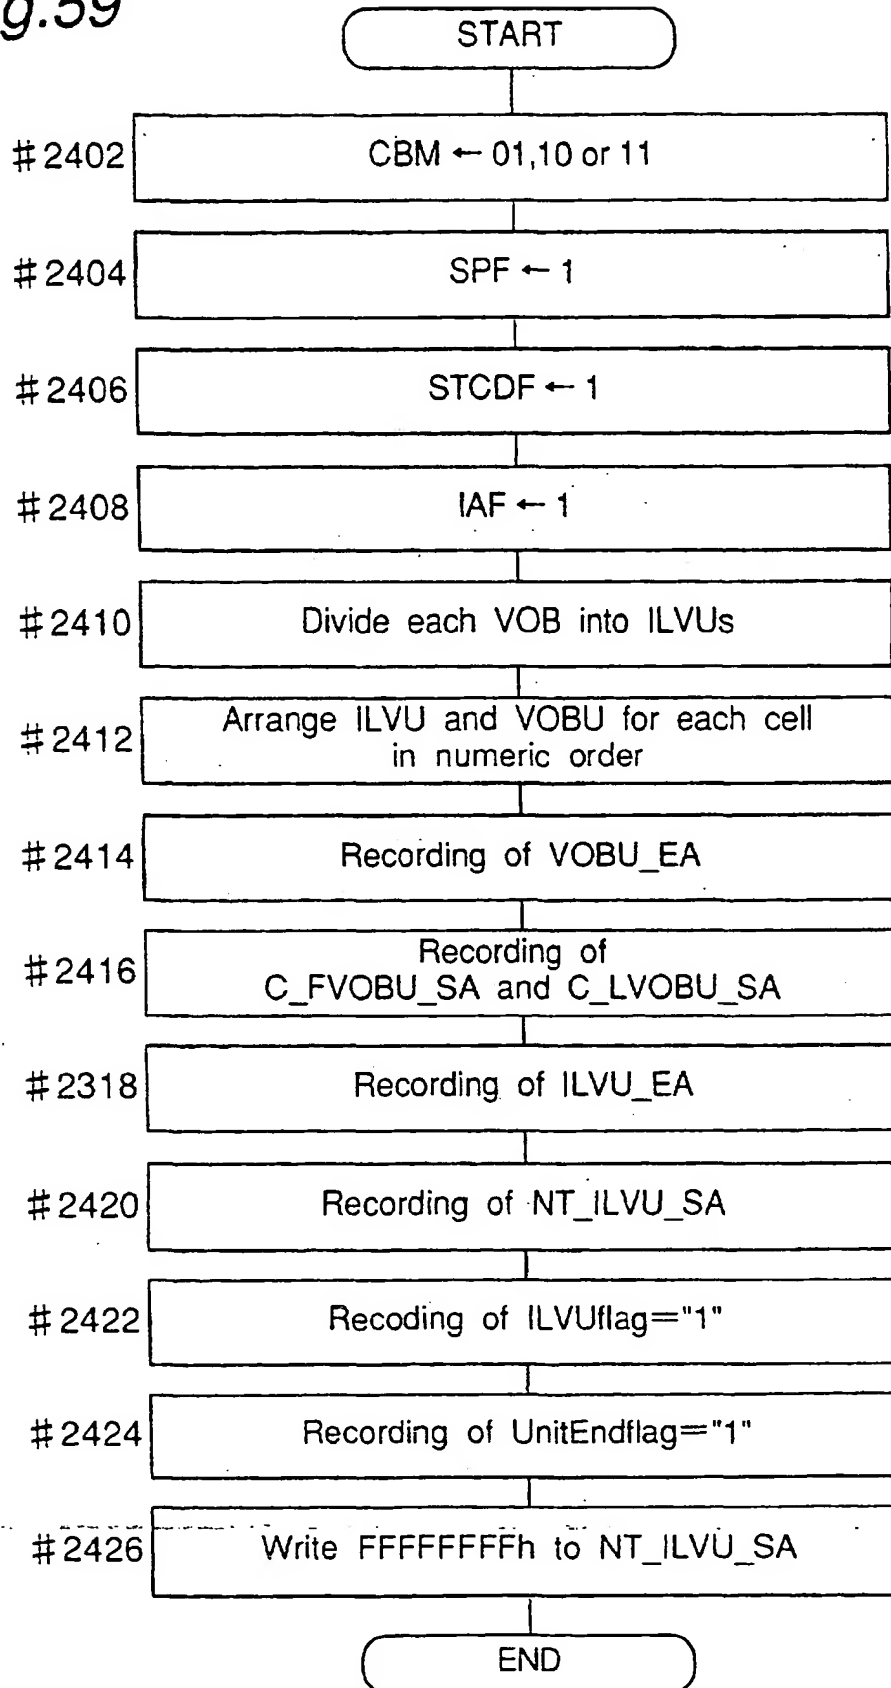 g.59
START
#2402 CBM ← 01,10 or 11
#2404 SPF ← 1
#2406 STCDF ← 1
#2408 IAF ← 1
#2410 Divide each VOB into ILVUs
#2412 Arrange ILVU and VOBU for each cell
in numeric order
#2414 Recording of VOBU_EA
#2416 Recording of
C_FVOBU_SA and C_LVOBU_SA
#2318 Recording of ILVU_EA
#2420 Recording of NT_ILVU_SA
#2422 Recoding of ILVUflag="1"
#2424 Recording of UnitEndflag="1"
#2426 Write FFFFFFFFh to NT_ILVU_SA
END